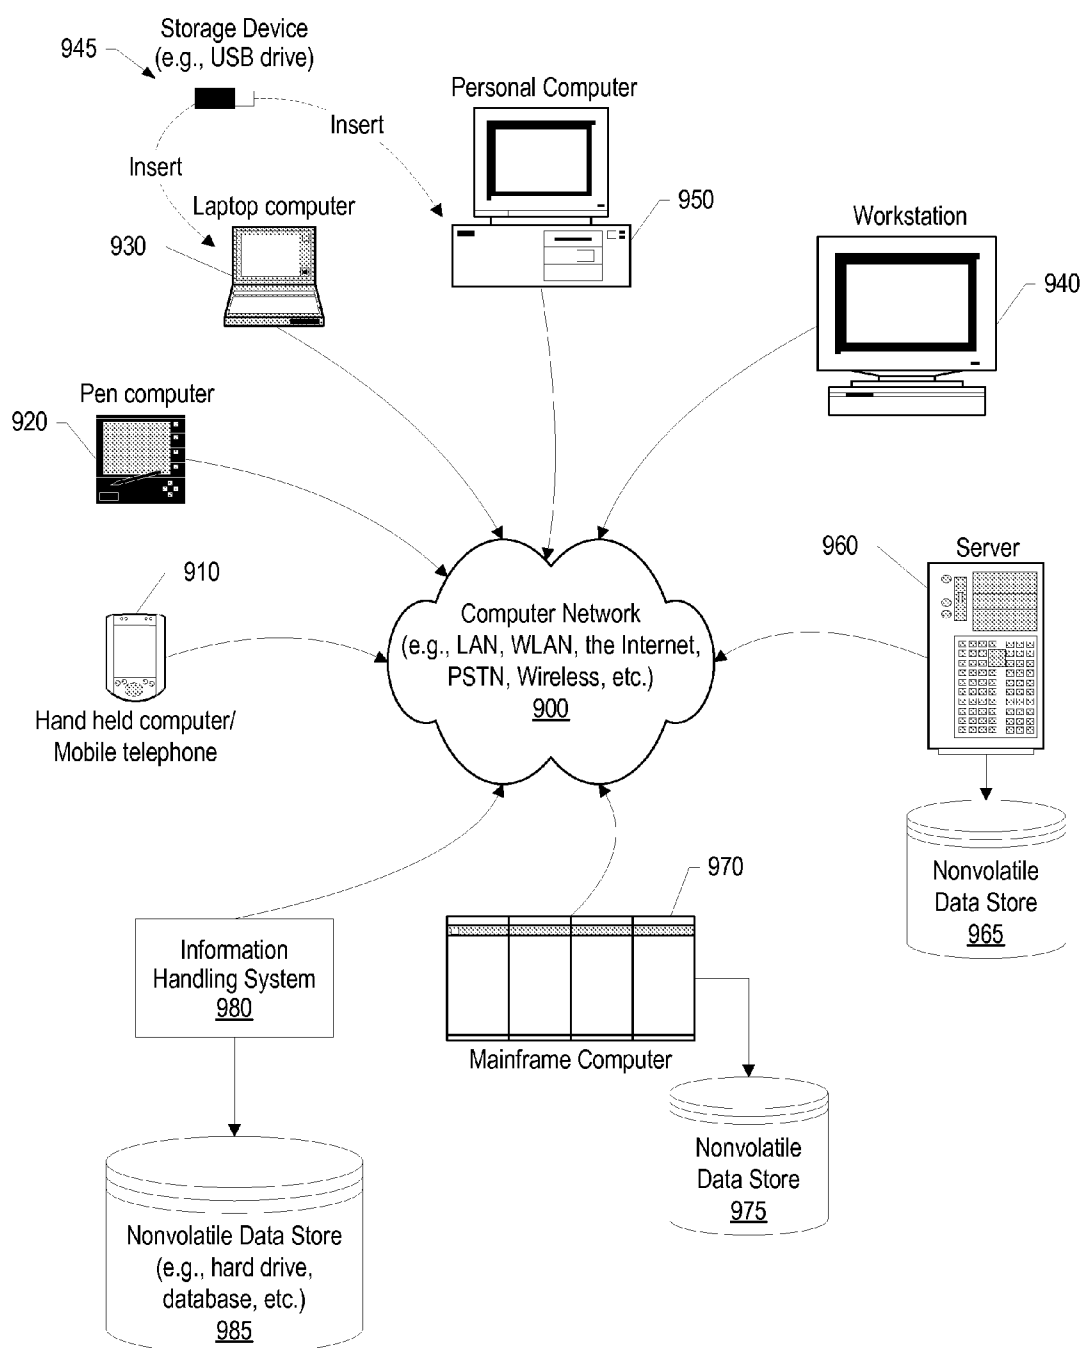 Storage Device
(e.g., USB drive)
945
Personal Computer
Insert
Insert
Laptop computer
950
Workstation
930
940
Pen computer
920
960
Server
910
Computer Network
(e.g., LAN, WLAN, the Internet,
PSTN, Wireless, etc.)
900
Hand held computer/
Mobile telephone
970
Nonvolatile
Data Store
965
Information
Handling System
980
Mainframe Computer
Nonvolatile
Data Store
975
Nonvolatile Data Store
(e.g., hard drive,
database, etc.)
985